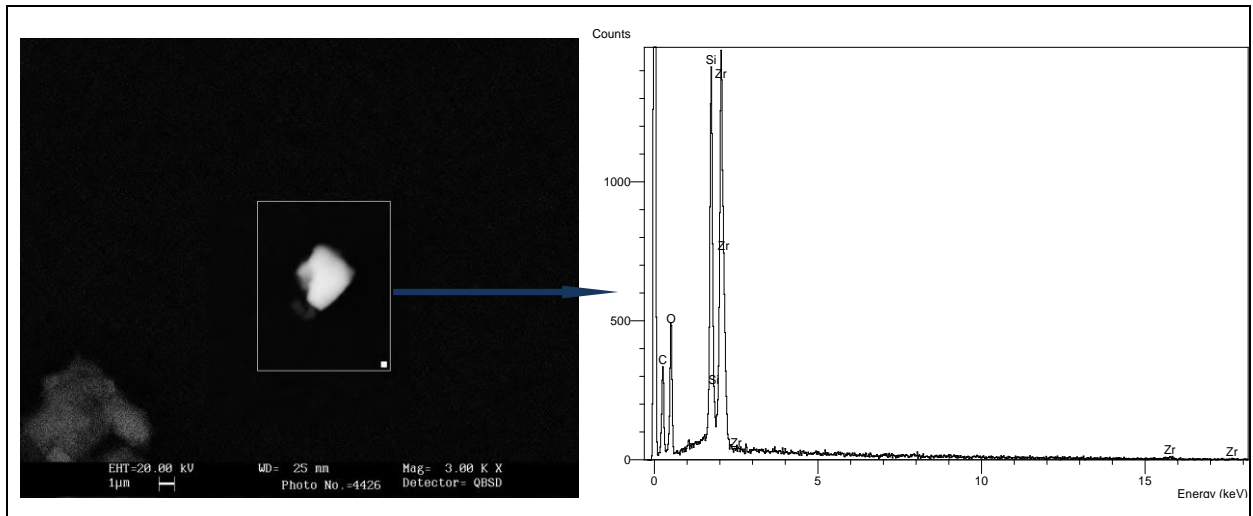 EHT=20.00 kV WD= 25 mm Mag= 3.00 K X
1µm Photo No.=4426 Detector= QBSD
Counts
1000
500
0
Si
Zr
Zr
O
C
Si
Zr
Zr
Zr
0 5 10 15
Energy (keV)